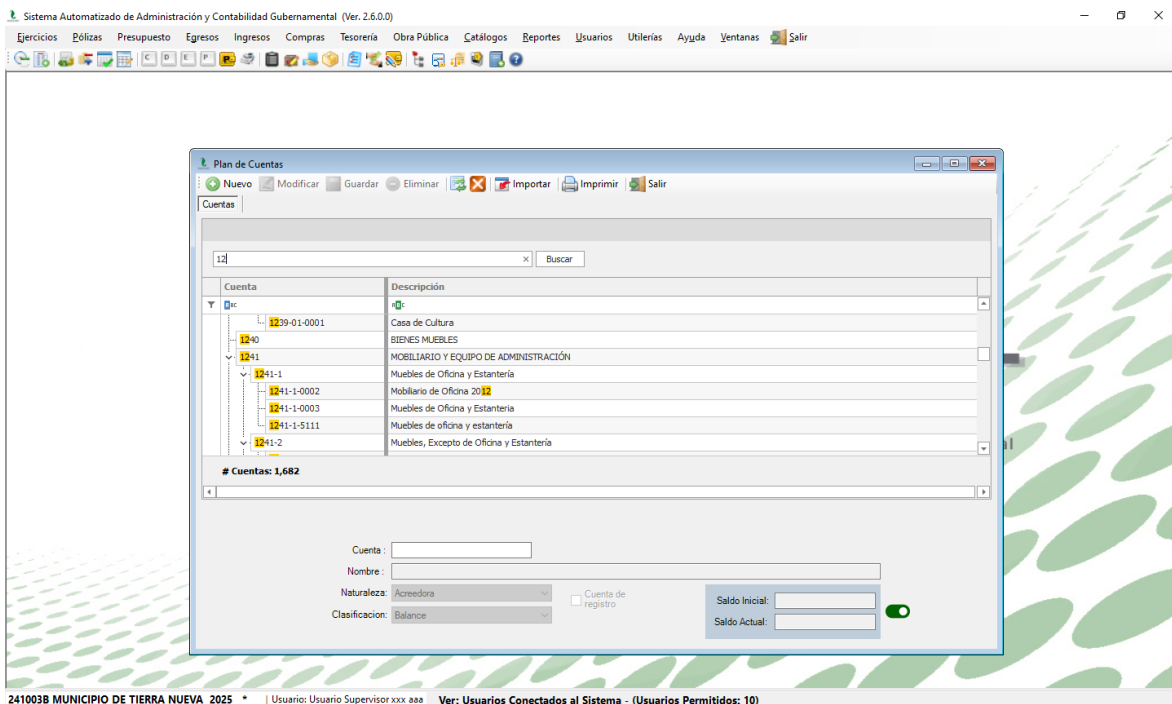 Sistema Automatizado de Administración y Contabilidad Gubernamental (Ver. 2.6.0.0)
Ejercicios Pólizas Presupuesto Egresos Ingresos Compras Tesorería Obra Pública Catálogos Reportes Usuarios Utilerías Ayuda Ventanas Salir
C D E P
Plan de Cuentas
Nuevo Modificar Guardar Eliminar Importar Imprimir Salir
Cuentas
12 Buscar
Cuenta Descripción
1239-01-0001 Casa de Cultura
1240 BIENES MUEBLES
1241 MOBILIARIO Y EQUIPO DE ADMINISTRACIÓN
1241-1 Muebles de Oficina y Estantería
1241-1-0002 Mobiliario de Oficina 2012
1241-1-0003 Muebles de Oficina y Estanteria
1241-1-5111 Muebles de oficina y estantería
1241-2 Muebles, Excepto de Oficina y Estantería
# Cuentas: 1,682
Cuenta :
Nombre :
Naturaleza: Acreedora Cuenta de registro
Clasificacion: Balance
Saldo Inicial:
Saldo Actual:
241003B MUNICIPIO DE TIERRA NUEVA 2025 * | Usuario: Usuario Supervisor xxx aaa Ver: Usuarios Conectados al Sistema - (Usuarios Permitidos: 10)